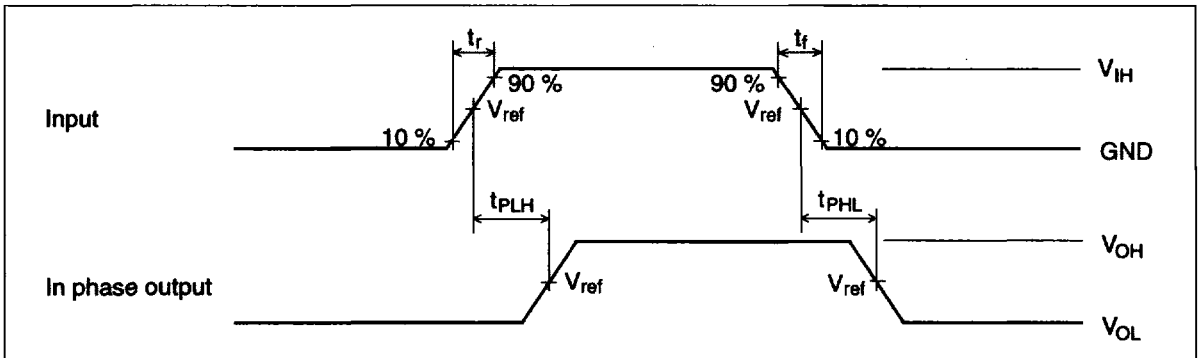 tr tf
90 % 90 % VIH
Input Vref Vref
10 % 10 % GND
tPLH tPHL
VOH
In phase output Vref Vref
VOL